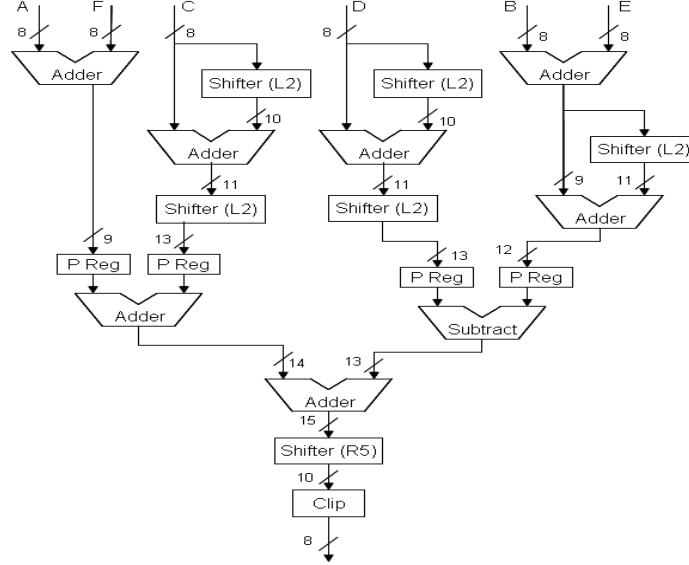 A F C D B E
8 8 8 8 8 8
Adder Shifter (L2) Shifter (L2) Adder
10 10
Adder Adder Shifter (L2)
11 11 9 11
Shifter (L2) Shifter (L2) Adder
9 13 13 12
P Reg P Reg P Reg P Reg
Adder Subtract
14 13
Adder
15
Shifter (R5)
10
Clip
8